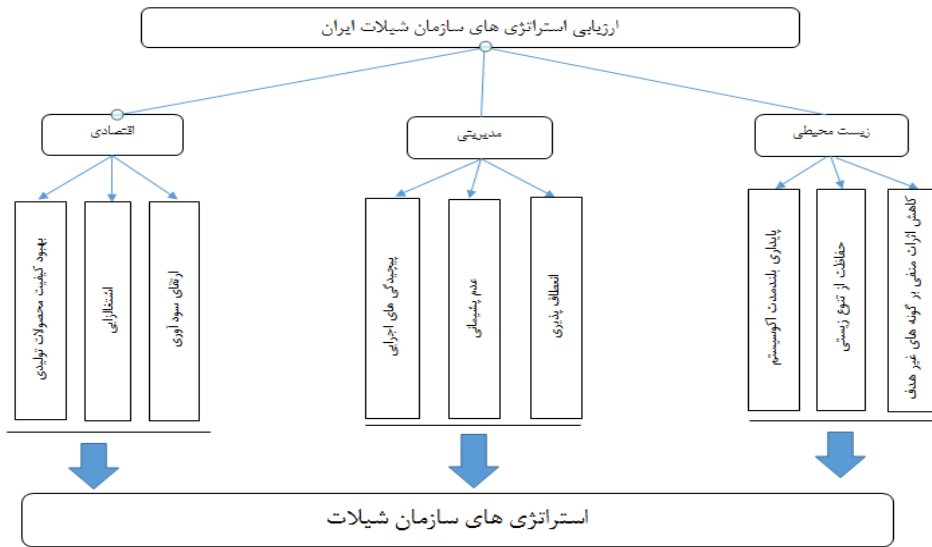 ارزیابی استراتژی های سازمان شیلات ایران
زیست محیطی
مدیریتی
اقتصادی
کاهش اثرات منفی بر گونه های غیر هدف
حفاظت از تنوع زیستی
پایداری بلندمدت اکوسیستم
انعطاف پذیری
عدم پشیمانی
پیچیدگی های اجرایی
ارتقای سود آوری
اشتغالزایی
بهبود کیفیت محصولات تولیدی
استراتژی های سازمان شیلات